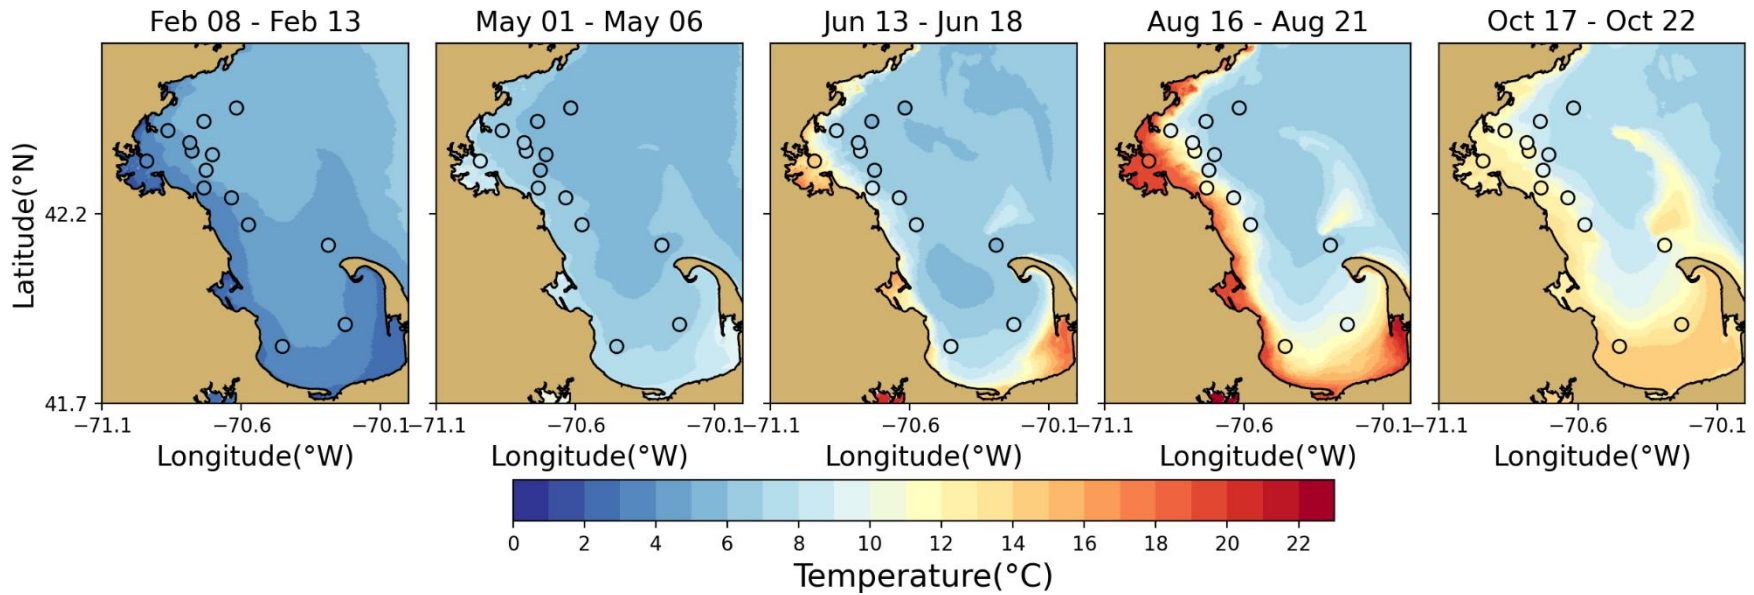 Feb 08 - Feb 13 May 01 - May 06 Jun 13 - Jun 18 Aug 16 - Aug 21 Oct 17 - Oct 22
Latitude(°N)
42.2
41.7
−71.1 −70.6 −70.1 −71.1 −70.6 −70.1 −71.1 −70.6 −70.1 −71.1 −70.6 −70.1 −71.1 −70.6 −70.1
Longitude(°W) Longitude(°W) Longitude(°W) Longitude(°W) Longitude(°W)
0 2 4 6 8 10 12 14 16 18 20 22
Temperature(°C)